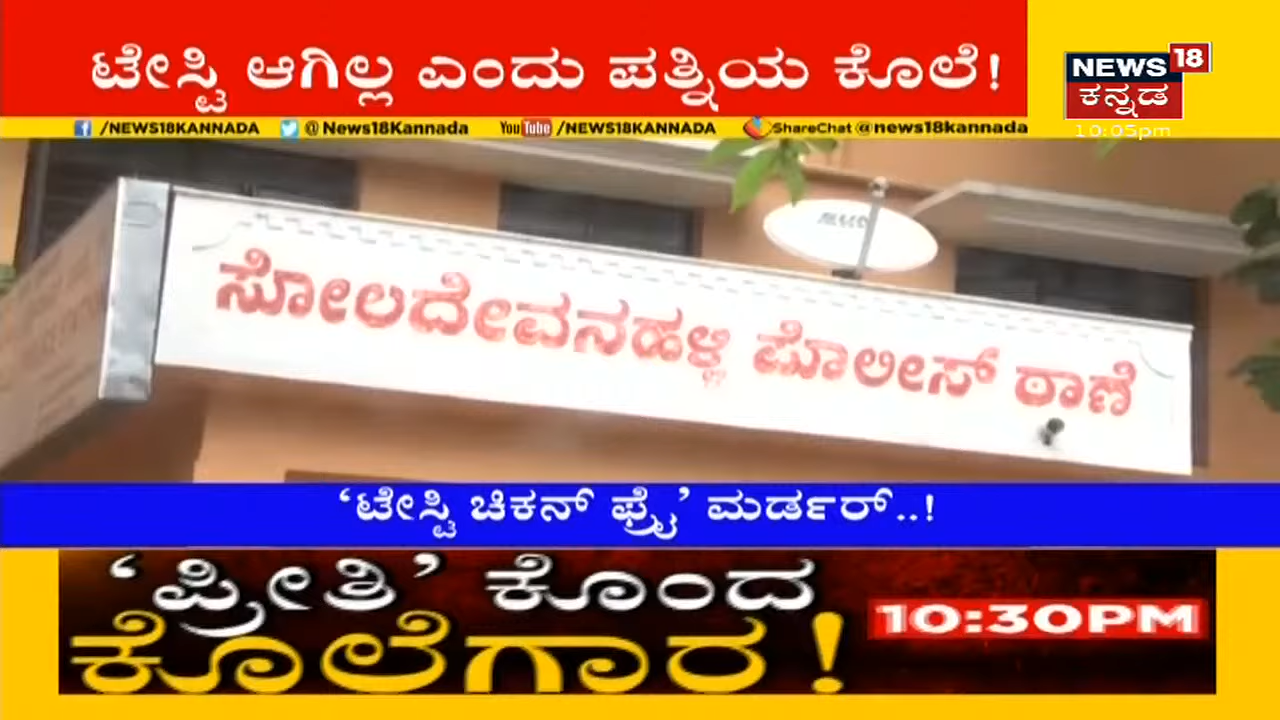 ಟೇಸ್ಟಿ ಆಗಿಲ್ಲ ಎಂದು ಪತ್ನಿಯ ಕೊಲೆ!
NEWS 18
ಕನ್ನಡ
10:05pm
/NEWS18KANNADA @News18Kannada YouTube /NEWS18KANNADA ShareChat @news18kannada
ಸೋಲದೇವನಹಳ್ಳಿ ಪೊಲೀಸ್ ಠಾಣೆ
'ಟೇಸ್ಟಿ ಚಿಕನ್ ಫ್ರೈ' ಮರ್ಡರ್..!
'ಪ್ರೀತಿ' ಕೊಂದ
ಕೊಲೆಗಾರ!
10:30PM